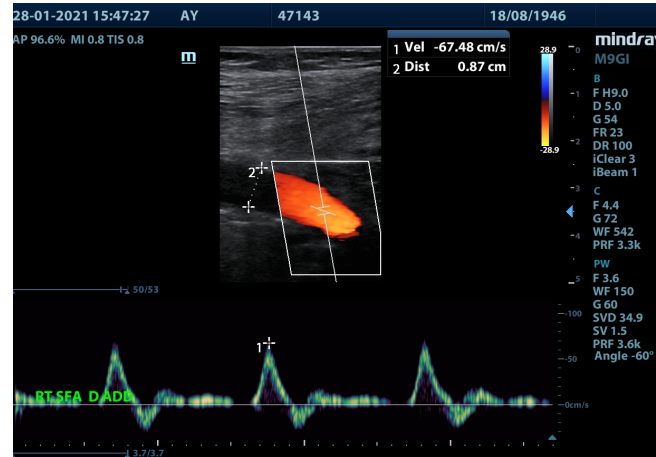 28-01-2021 15:47:27 AY 47143 18/08/1946
AP 96.6% MI 0.8 TIS 0.8
m
1 Vel -67.48 cm/s
2 Dist 0.87 cm
mindray
M9GI
28.9
-28.9
0
-1
-2
-3
-4
-5
B
F H9.0
D 5.0
G 54
FR 23
DR 100
iClear 3
iBeam 1
C
F 4.4
G 72
WF 542
PRF 3.3k
PW
F 3.6
WF 150
G 60
SVD 34.9
SV 1.5
PRF 3.6k
Angle -60°
2
50/53
1
-100
-50
0cm/s
RT SFA D ADD
3.7/3.7